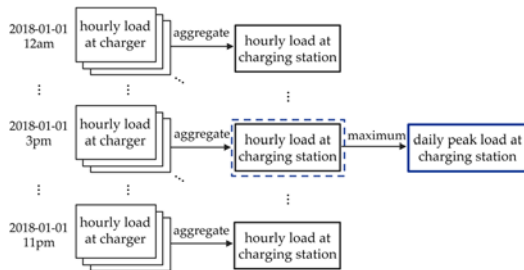 2018-01-01
12am
hourly load
at charger
aggregate
hourly load at
charging station
2018-01-01
3pm
hourly load
at charger
aggregate
hourly load at
charging station
maximum
daily peak load at
charging station
2018-01-01
11pm
hourly load
at charger
aggregate
hourly load at
charging station